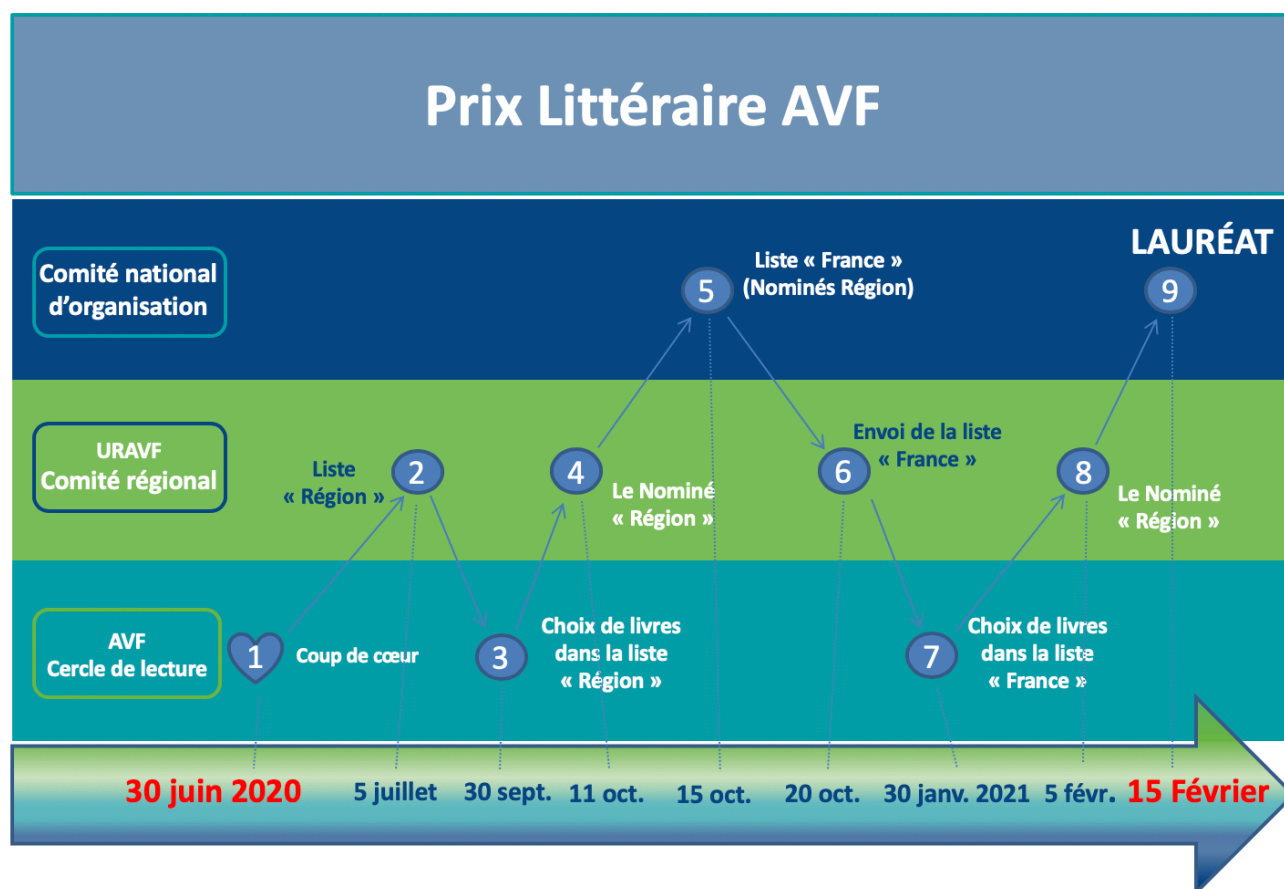 Prix Littéraire AVF
Comité national
d’organisation
5
Liste « France »
(Nominés Région)
LAURÉAT
9
URAVF
Comité régional
Liste
« Région »
2
4
Le Nominé
« Région »
6
Envoi de la liste
« France »
8
Le Nominé
« Région »
AVF
Cercle de lecture
1
Coup de cœur
3
Choix de livres
dans la liste
« Région »
7
Choix de livres
dans la liste
« France »
30 juin 2020
5 juillet
30 sept.
11 oct.
15 oct.
20 oct.
30 janv. 2021
5 févr.
15 Février